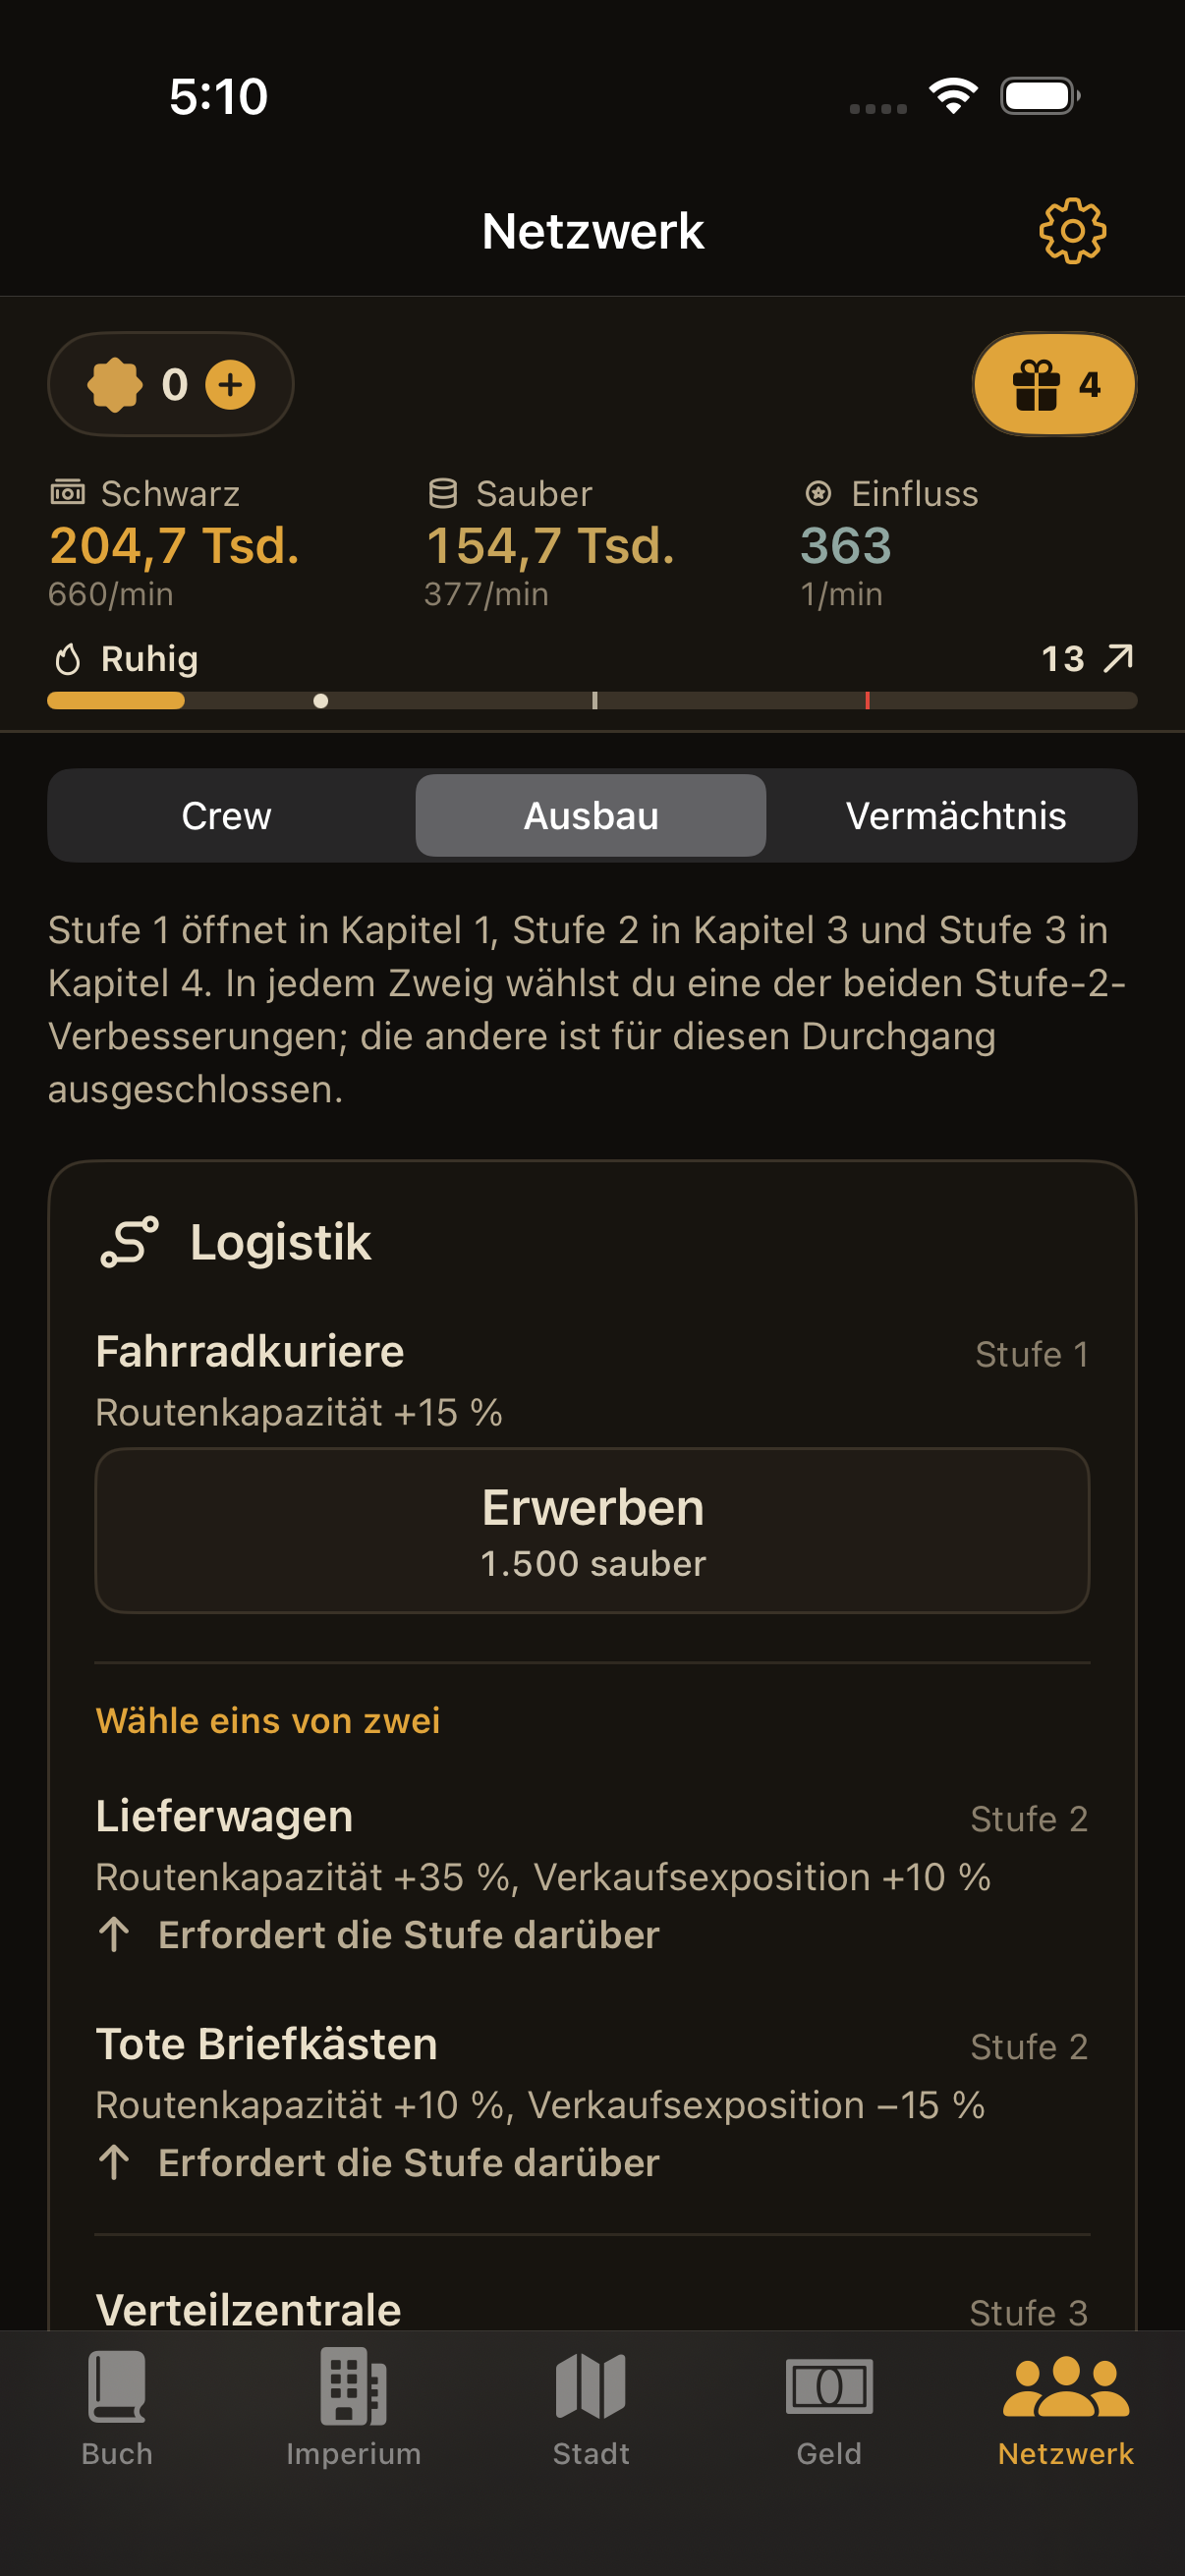 5:10
Netzwerk
0
4
Schwarz
Sauber
Einfluss
204,7 Tsd.
154,7 Tsd.
363
660/min
377/min
1/min
Ruhig
13
Crew
Ausbau
Vermächtnis
Stufe 1 öffnet in Kapitel 1, Stufe 2 in Kapitel 3 und Stufe 3 in
Kapitel 4. In jedem Zweig wählst du eine der beiden Stufe-2-
Verbesserungen; die andere ist für diesen Durchgang
ausgeschlossen.
Logistik
Fahrradkuriere
Stufe 1
Routenkapazität +15 %
Erwerben
1.500 sauber
Wähle eins von zwei
Lieferwagen
Stufe 2
Routenkapazität +35 %, Verkaufsexposition +10 %
Erfordert die Stufe darüber
Tote Briefkästen
Stufe 2
Routenkapazität +10 %, Verkaufsexposition −15 %
Erfordert die Stufe darüber
Verteilzentrale
Stufe 3
Buch
Imperium
Stadt
Geld
Netzwerk